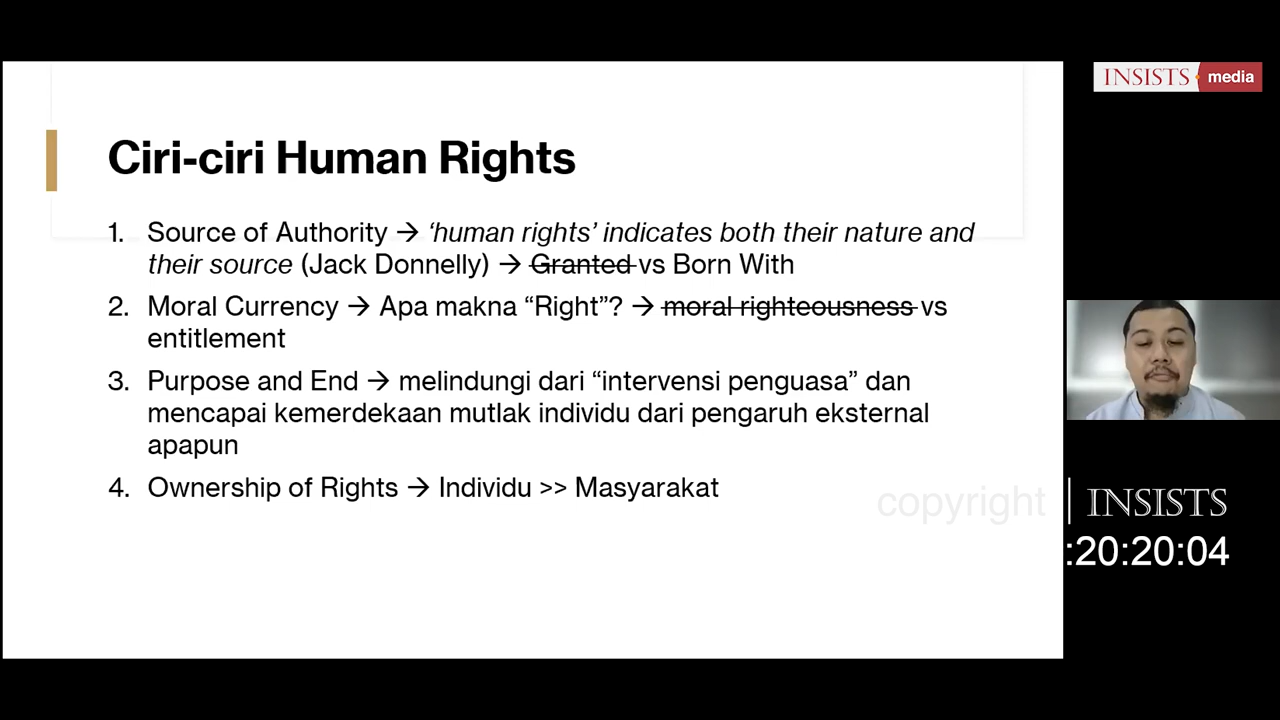 INSISTS media
Ciri-ciri Human Rights
1. Source of Authority → ‘human rights’ indicates both their nature and
their source (Jack Donnelly) → Granted vs Born With
2. Moral Currency → Apa makna “Right”? → moral righteousness vs
entitlement
3. Purpose and End → melindungi dari “intervensi penguasa” dan
mencapai kemerdekaan mutlak individu dari pengaruh eksternal
apapun
4. Ownership of Rights → Individu >> Masyarakat
copyright | INSISTS
:20:20:04